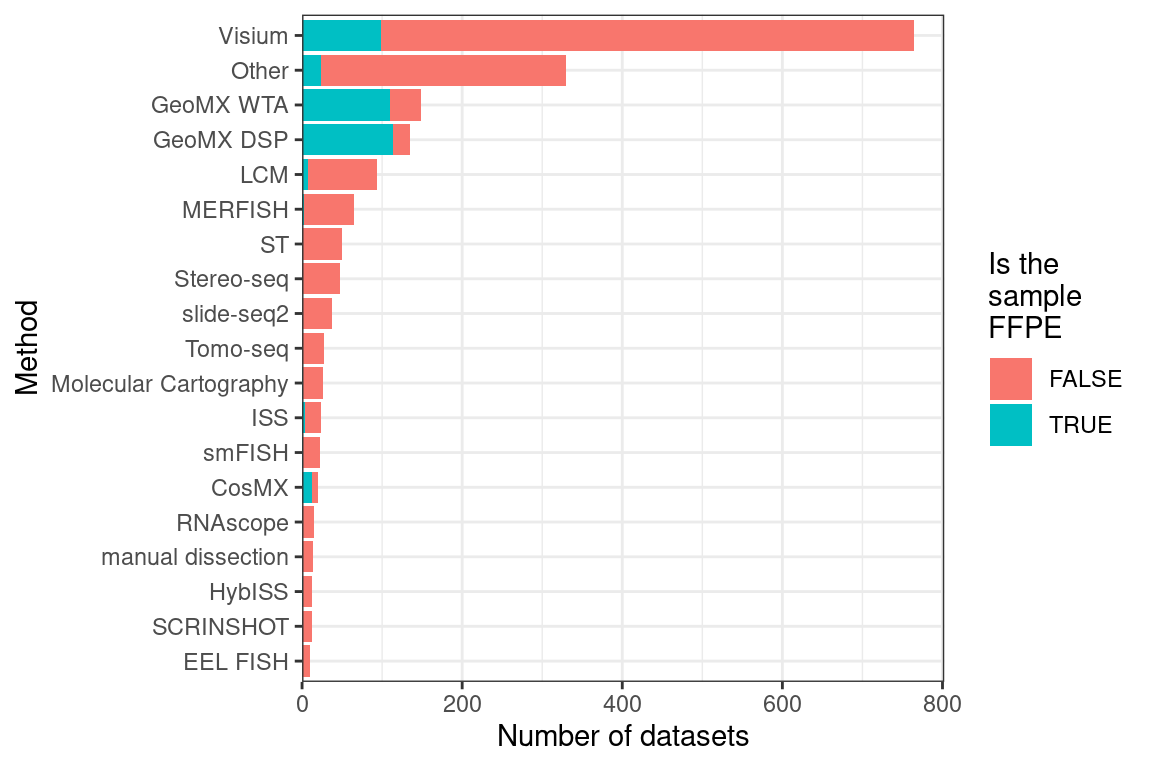 Visium
Other
GeoMX WTA
GeoMX DSP
LCM
MERFISH
ST
Stereo-seq
slide-seq2
Tomo-seq
Molecular Cartography
ISS
smFISH
CosMX
RNAscope
manual dissection
HybISS
SCRINSHOT
EEL FISH
Method
0 200 400 600 800
Number of datasets
Is the
sample
FFPE
FALSE
TRUE